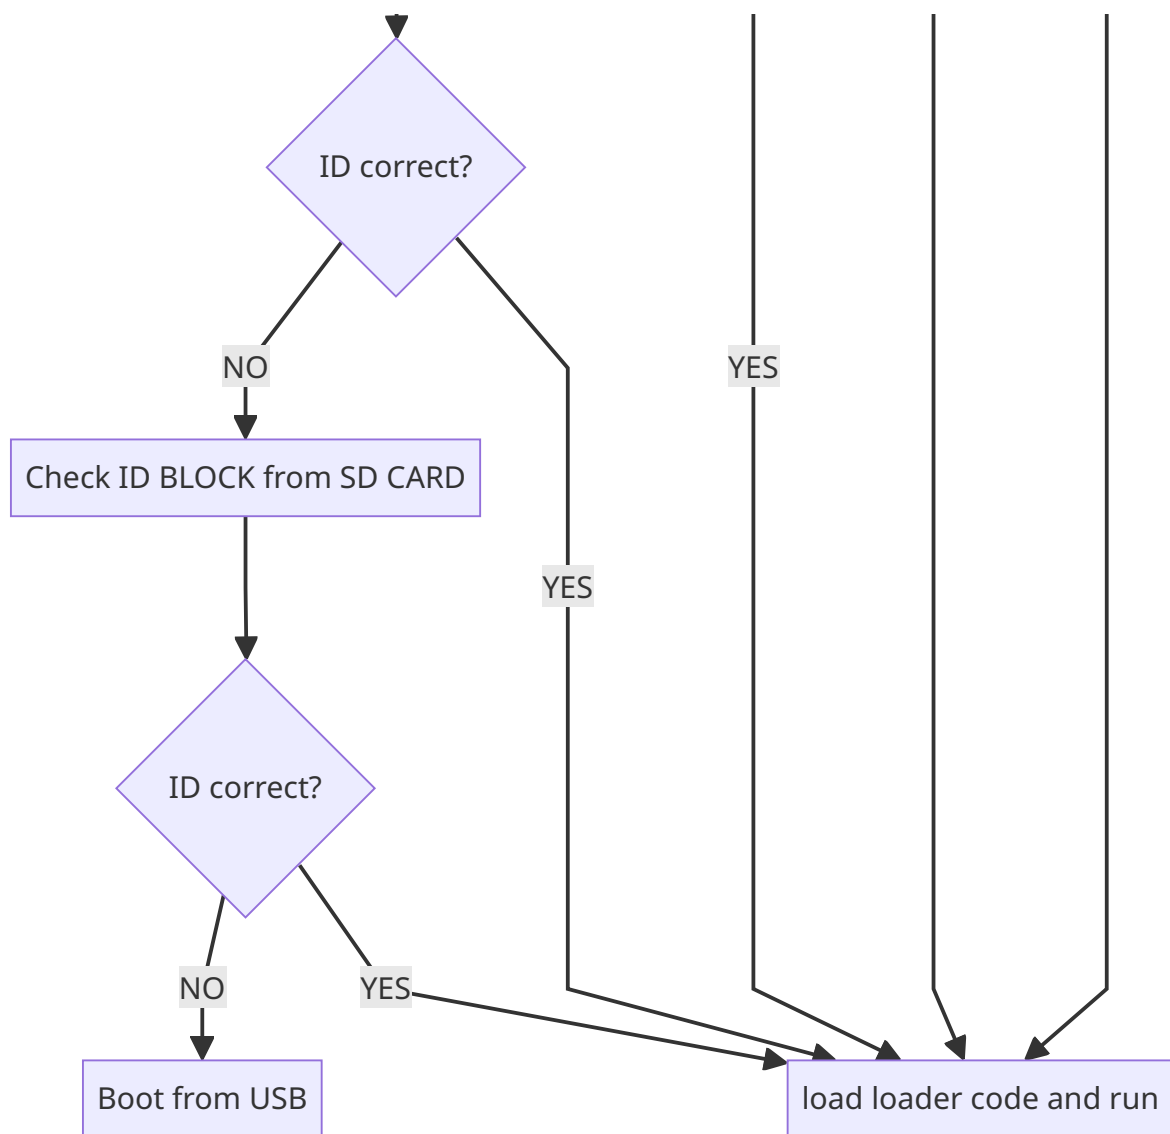 ID correct?
NO
YES
Check ID BLOCK from SD CARD
YES
ID correct?
NO
YES
Boot from USB
load loader code and run